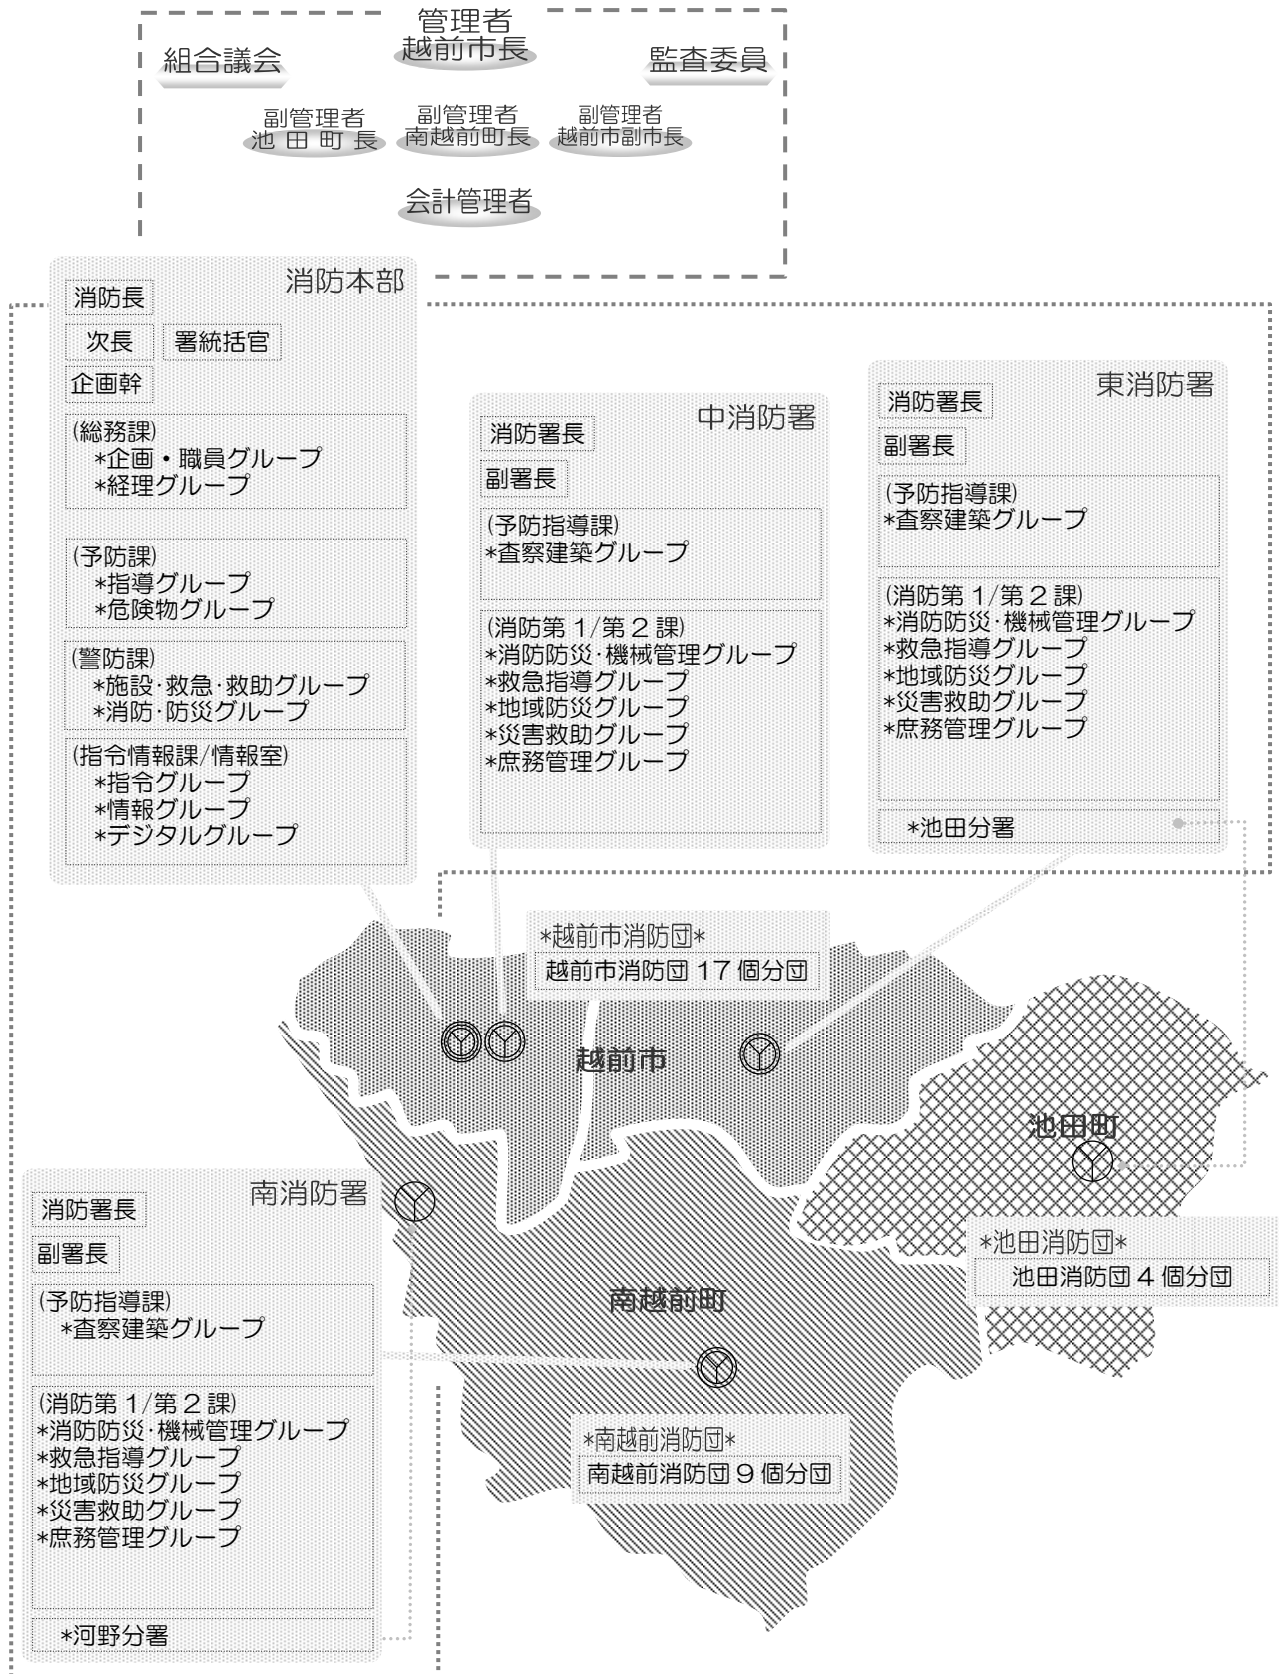 管理者
越前市長
組合議会
監査委員
副管理者
池田町長
副管理者
南越前町長
副管理者
越前市副市長
会計管理者
消防本部
消防長
次長
署統括官
企画幹
(総務課)
*企画・職員グループ
*経理グループ
(予防課)
*指導グループ
*危険物グループ
(警防課)
*施設･救急･救助グループ
*消防･防災グループ
(指令情報課/情報室)
*指令グループ
*情報グループ
*デジタルグループ
中消防署
消防署長
副署長
(予防指導課)
*査察建築グループ
(消防第1/第2課)
*消防防災･機械管理グループ
*救急指導グループ
*地域防災グループ
*災害救助グループ
*庶務管理グループ
東消防署
消防署長
副署長
(予防指導課)
*査察建築グループ
(消防第1/第2課)
*消防防災･機械管理グループ
*救急指導グループ
*地域防災グループ
*災害救助グループ
*庶務管理グループ
*池田分署
*越前市消防団*
越前市消防団17個分団
越前市
池田町
*池田消防団*
池田消防団4個分団
南消防署
消防署長
副署長
(予防指導課)
*査察建築グループ
(消防第1/第2課)
*消防防災･機械管理グループ
*救急指導グループ
*地域防災グループ
*災害救助グループ
*庶務管理グループ
*河野分署
南越前町
*南越前消防団*
南越前消防団9個分団